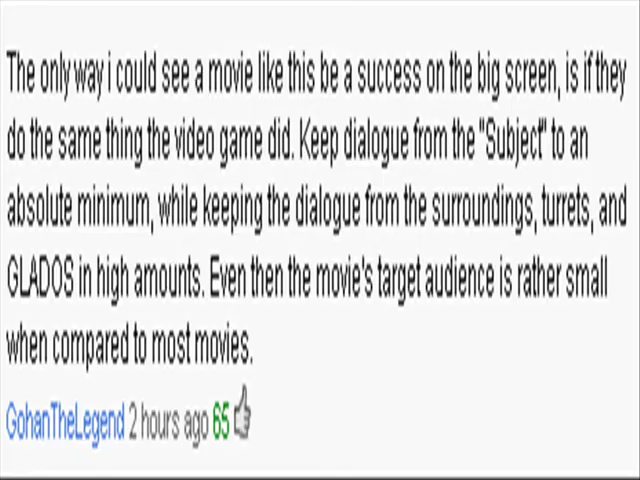 The only way i could see a movie like this be a success on the big screen, is if they
do the same thing the video game did. Keep dialogue from the "Subject" to an
absolute minimum, while keeping the dialogue from the surroundings, turrets, and
GLADOS in high amounts. Even then the movie's target audience is rather small
when compared to most movies.
GohanTheLegend 2 hours ago 65